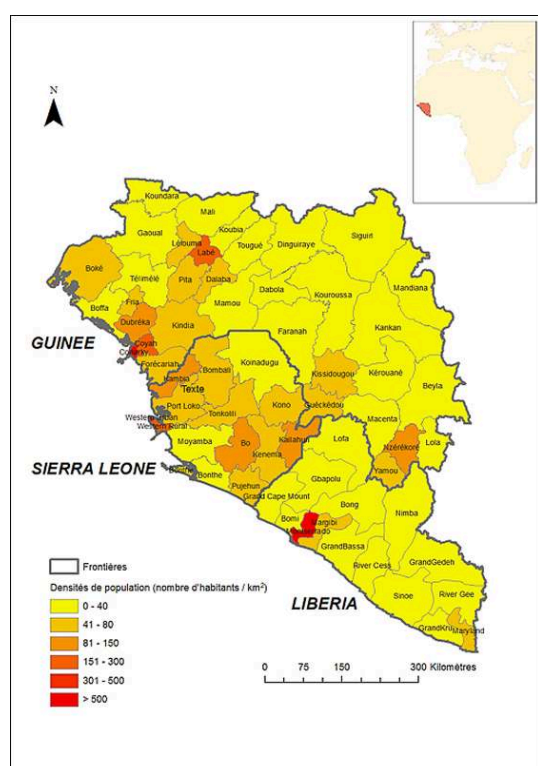 N
Koundara
Mali
Gaoual
Koubia
Lélouma
Labé
Tougué
Dinguiraye
Siguiri
Boké
Pita
Dalaba
Télimélé
Dabola
Kouroussa
Mandiana
Boffa
Fria
Mamou
Dubréka
Kindia
Faranah
Kankan
GUINEE
Coyah
Forécariah
Koinadugu
Kissidougou
Kérouané
Beyla
Kambia
Bombali
Texte
Port Loko
Tonkolili
Kono
Guéckédou
Macenta
Western Urban
Western Rural
Moyamba
Bo
Kailahun
Kenema
Lofa
Nzérékoré
Lola
Yamou
SIERRA LEONE
Bonthe
Pujehun
Gbapolu
Grand Cape Mount
Bong
Nimba
Bomi
Margibi
GrandBassa
GrandGedeh
River Cess
River Gee
Sinoe
LIBERIA
GrandKru
Maryland
Frontières
Densités de population (nombre d'habitants / km²)
0 - 40
41 - 80
81 - 150
151 - 300
301 - 500
> 500
0 75 150 300 Kilomètres